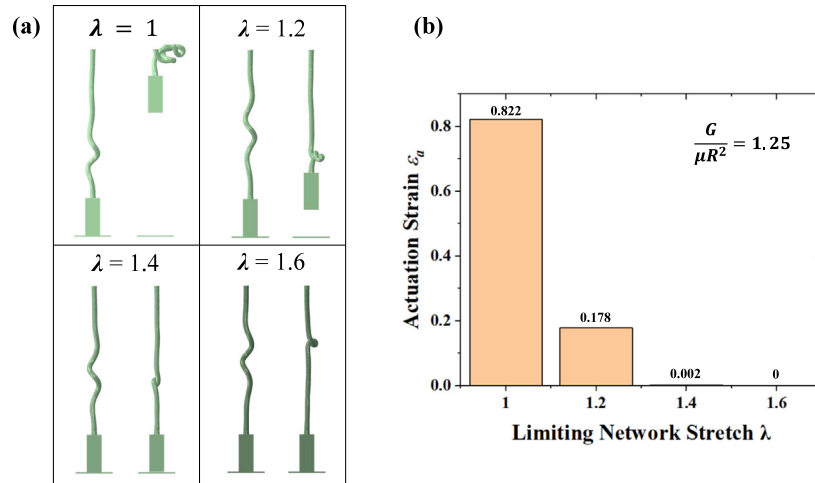 (a)
λ = 1
λ = 1.2
λ = 1.4
λ = 1.6
(b)
Actuation Strain εₐ
0.8
0.6
0.4
0.2
0.0
0.822
0.178
0.002
0
G/μR² = 1.25
1 1.2 1.4 1.6
Limiting Network Stretch λ